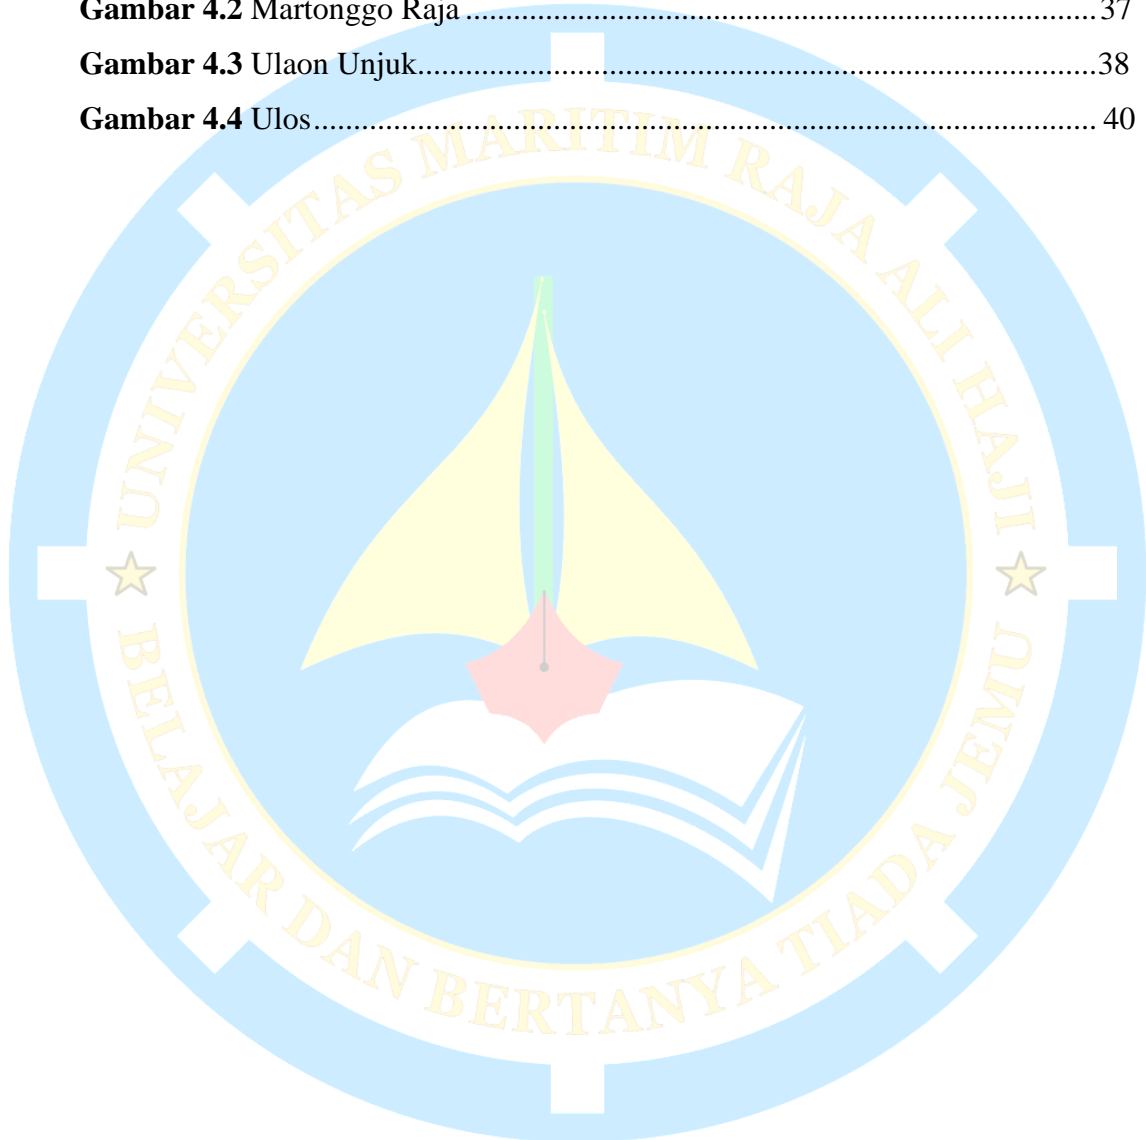 Gambar 4.2 Martonggo Raja ........................................................................................ 37
Gambar 4.3 Ulaon Unjuk............................................................................................... 38
Gambar 4.4 Ulos.............................................................................................................. 40
UNIVERSITAS MARITIM RAJA ALI HAJI
BELAJAR DAN BERTANYA TIADA JEMU